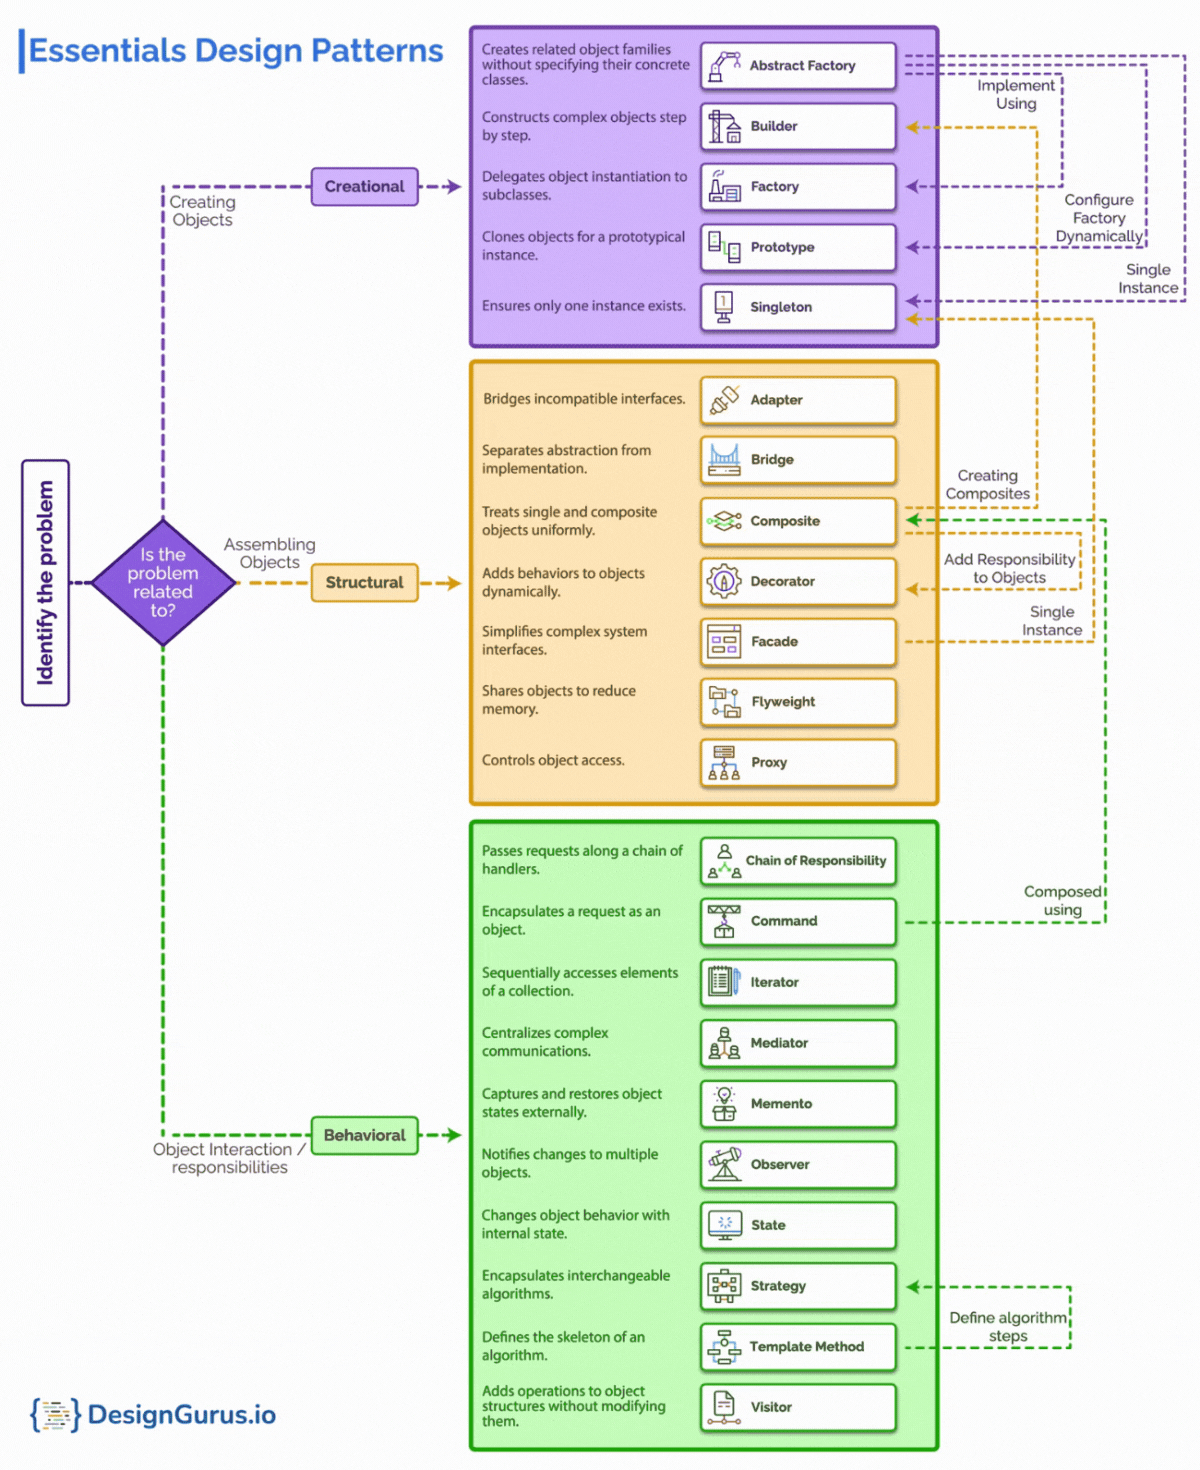 Essentials Design Patterns
Creates related object families
without specifying their concrete
classes.
Abstract Factory
Implement
Using
Constructs complex objects step
by step.
Builder
Creational
Creating
Objects
Delegates object instantiation to
subclasses.
Factory
Configure
Factory
Dynamically
Clones objects for a prototypical
instance.
Prototype
Single
Instance
Ensures only one instance exists.
1
Singleton
Bridges incompatible interfaces.
Adapter
Separates abstraction from
implementation.
Bridge
Creating
Composites
Treats single and composite
objects uniformly.
Composite
Identify the problem
Is the
problem
related
to?
Assembling
Objects
Structural
Adds behaviors to objects
dynamically.
Decorator
Add Responsibility
to Objects
Simplifies complex system
interfaces.
Facade
Single
Instance
Shares objects to reduce
memory.
Flyweight
Controls object access.
Proxy
Passes requests along a chain of
handlers.
Chain of Responsibility
Encapsulates a request as an
object.
Command
Composed
using
Sequentially accesses elements
of a collection.
Iterator
Centralizes complex
communications.
Mediator
Captures and restores object
states externally.
Memento
Behavioral
Object Interaction /
responsibilities
Notifies changes to multiple
objects.
Observer
Changes object behavior with
internal state.
State
Encapsulates interchangeable
algorithms.
Strategy
Define algorithm
steps
Defines the skeleton of an
algorithm.
Template Method
Adds operations to object
structures without modifying
them.
Visitor
DesignGurus.io